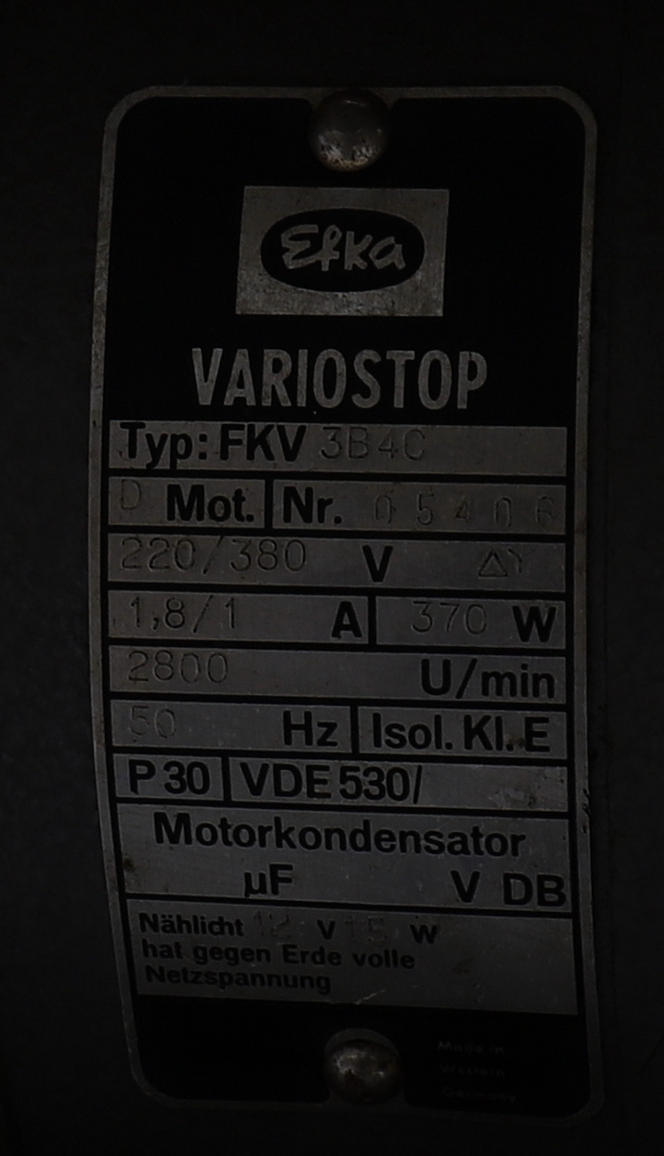 Efka
VARIOSTOP
Typ: FKV 3B4C
D Mot. Nr. 05406
220/380 V △Y
1,8/1 A 370 W
2800 U/min
50 Hz Isol. Kl. E
P 30 VDE 530/
Motorkondensator
µF V DB
Nählicht 12 V 15 W
hat gegen Erde volle
Netzspannung
Made in
Western
Germany